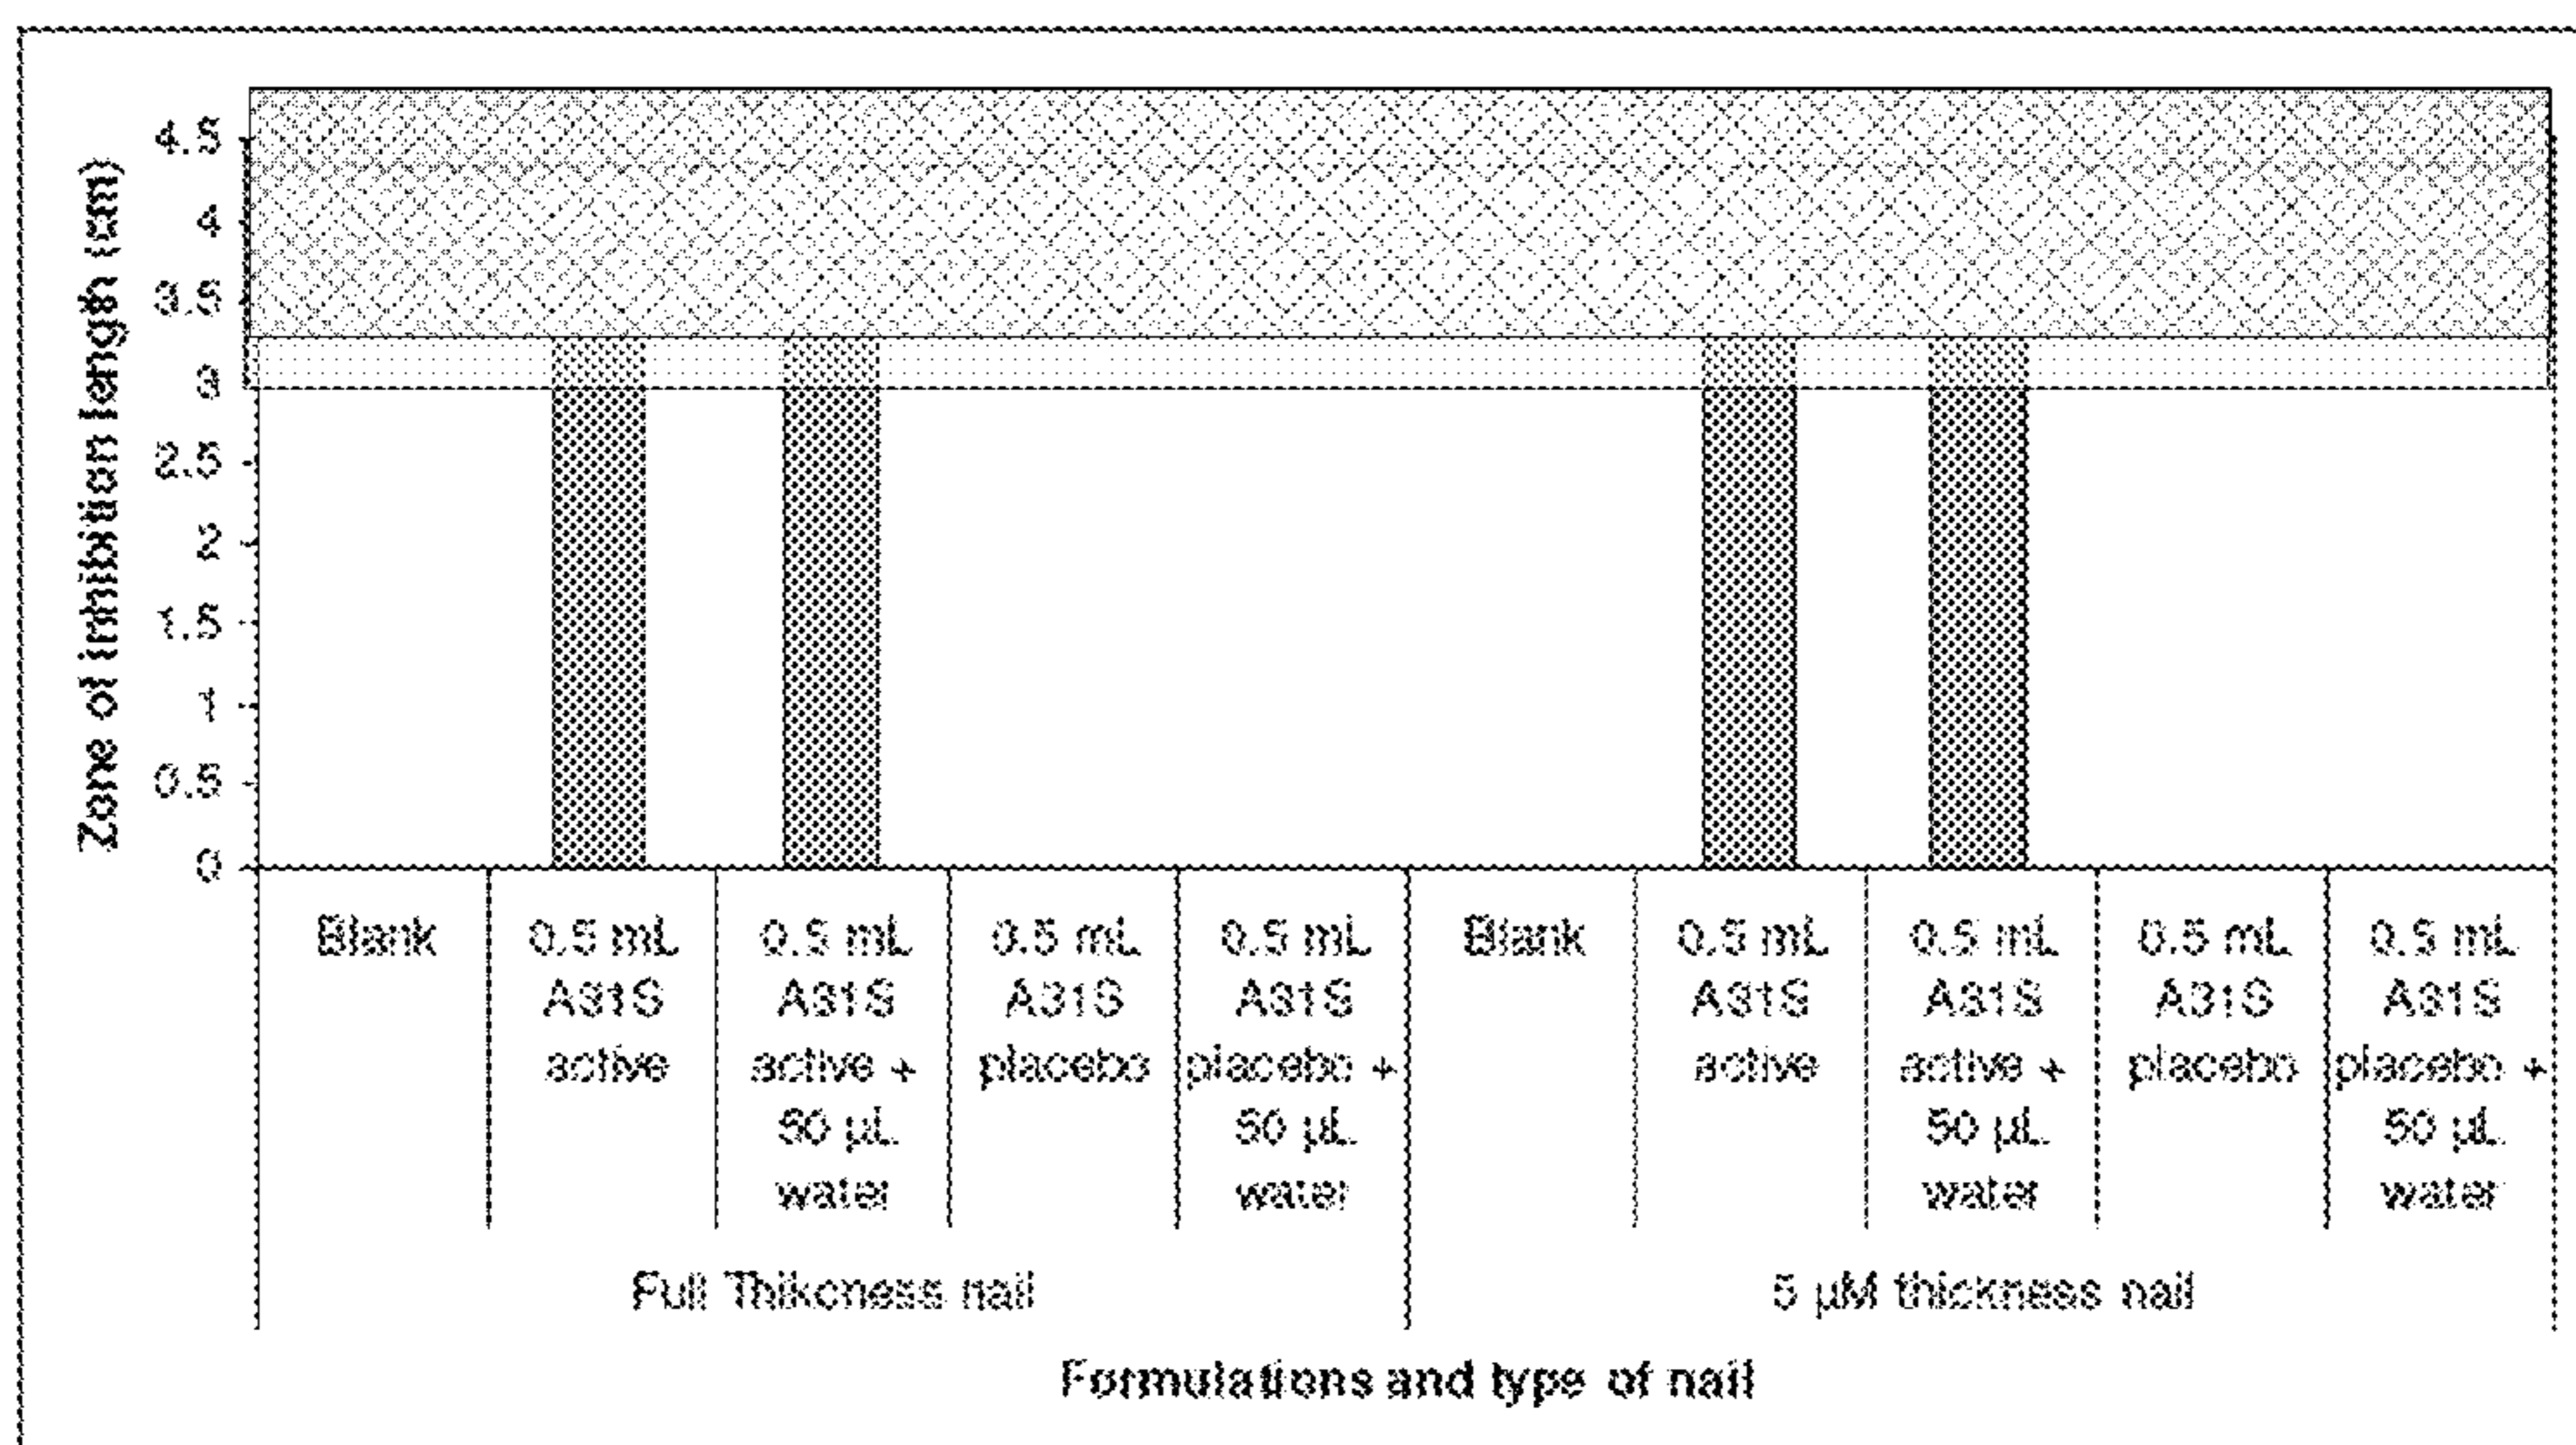 Zone of inhibition length (cm)
4.5
4
3.5
3
2.5
2
1.5
1
0.5
0
Blank
0.5 mL
A31S
active
0.5 mL
A31S
active +
50 µL
water
0.5 mL
A31S
placebo
0.5 mL
A31S
placebo +
50 µL
water
Blank
0.5 mL
A31S
active
0.5 mL
A31S
active +
50 µL
water
0.5 mL
A31S
placebo
0.5 mL
A31S
placebo +
50 µL
water
Full Thikcness nail
5 µM thickness nail
Formulations and type of nail